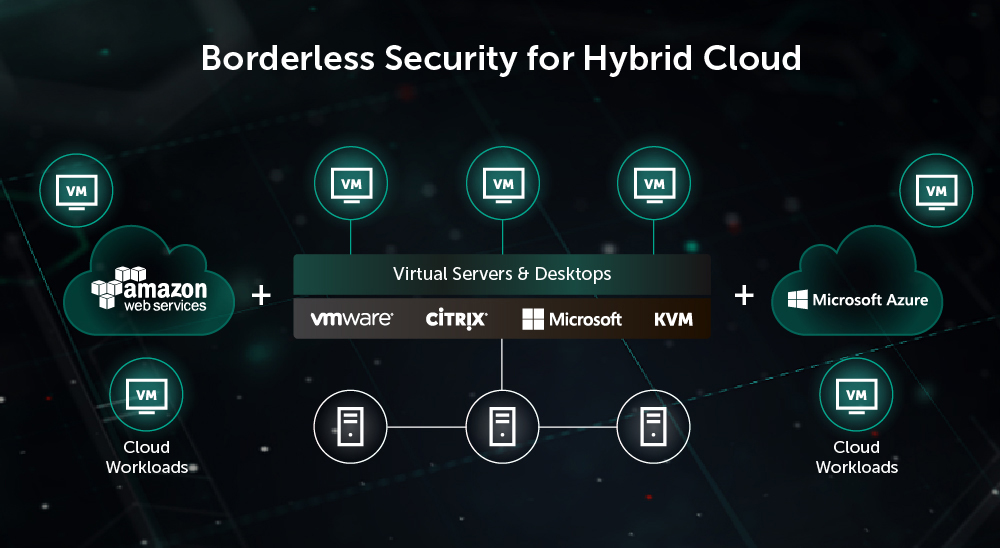 Borderless Security for Hybrid Cloud
VM
VM
VM
VM
VM
Virtual Servers & Desktops
amazon
web services
+
vmware®
CITRIX®
Microsoft
KVM
+
Microsoft Azure
VM
VM
Cloud
Workloads
Cloud
Workloads